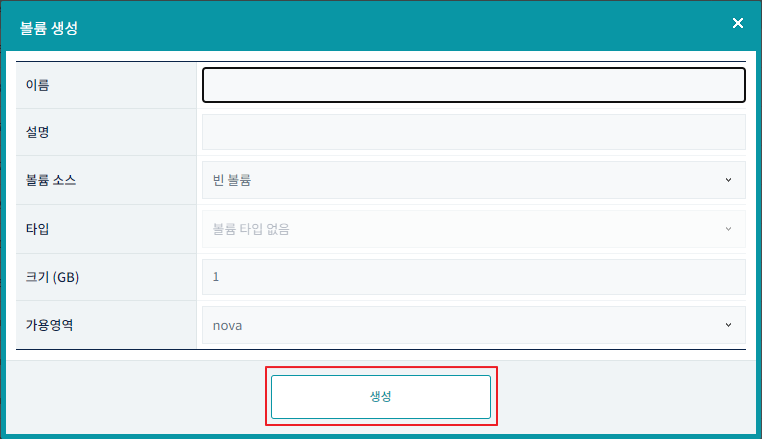 볼륨 생성
이름
설명
볼륨 소스 빈 볼륨
타입 볼륨 타입 없음
크기 (GB) 1
가용영역 nova
생성